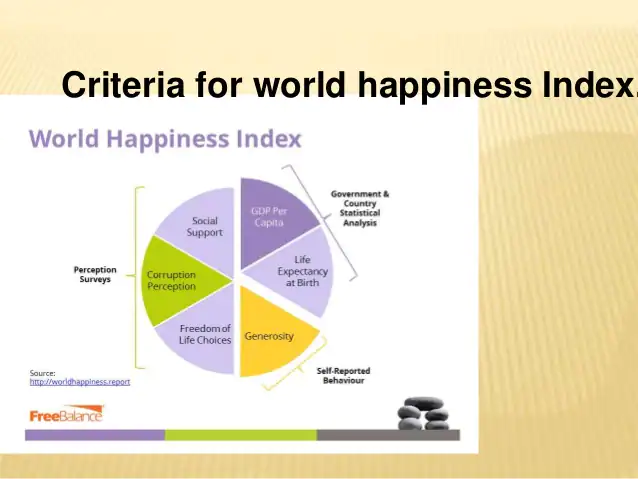 Criteria for world happiness Index.
World Happiness Index
Government &
Country
Statistical
Analysis
GDP Per
Capita
Social
Support
Life
Expectancy
at Birth
Perception
Surveys
Corruption
Perception
Freedom of
Life Choices
Generosity
Self-Reported
Behaviour
Source:
http://worldhappiness.report
FreeBalance